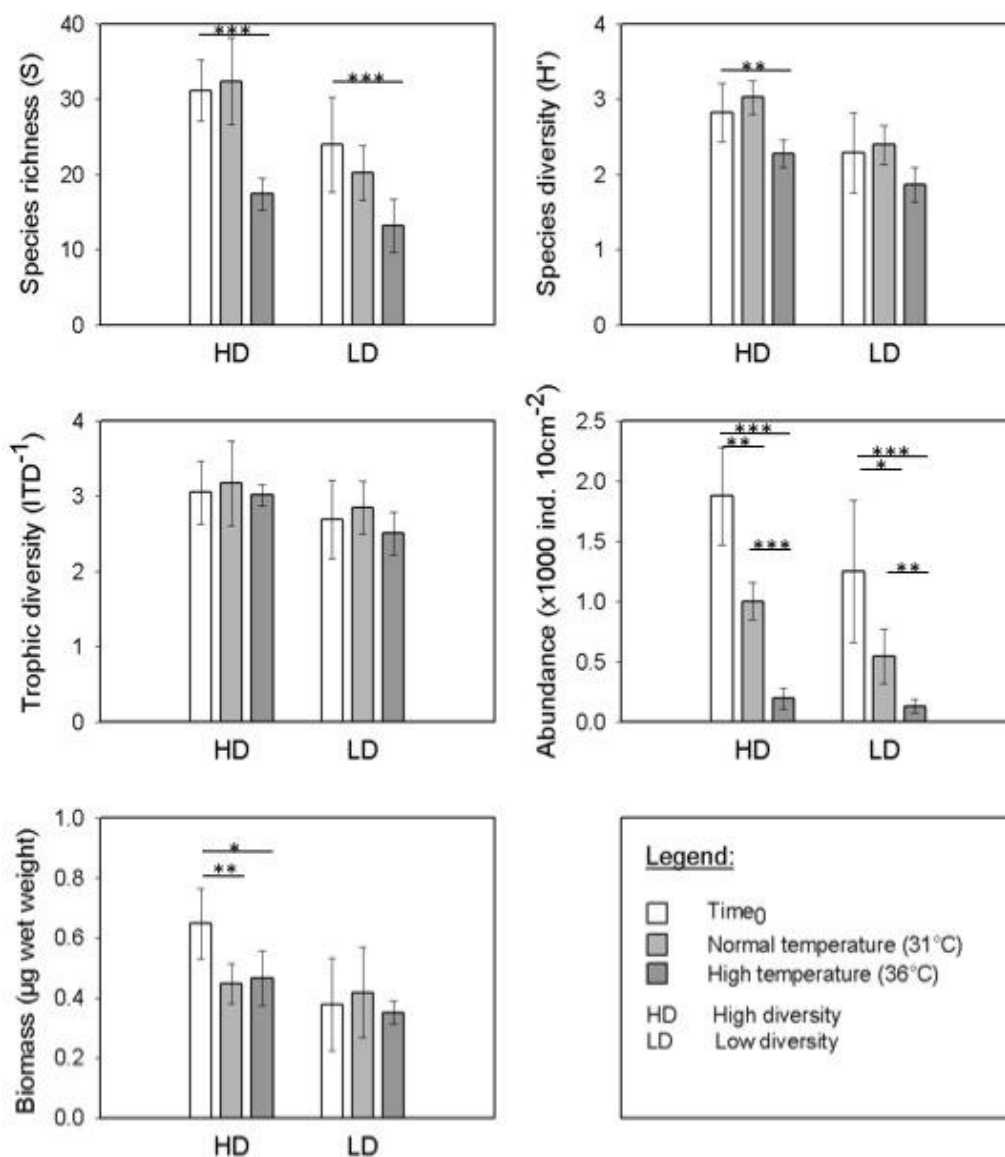 Species richness (S)
40
30
20
10
0
***
***
HD
LD
Species diversity (H')
4
3
2
1
0
**
HD
LD
Trophic diversity (ITD-1)
4
3
2
1
0
HD
LD
Abundance (x1000 ind. 10cm-2)
2.5
2.0
1.5
1.0
0.5
0.0
***
**
***
***
*
**
HD
LD
Biomass (µg wet weight)
1.0
0.8
0.6
0.4
0.2
0.0
*
**
HD
LD
Legend:
Time0
Normal temperature (31°C)
High temperature (36°C)
HD High diversity
LD Low diversity